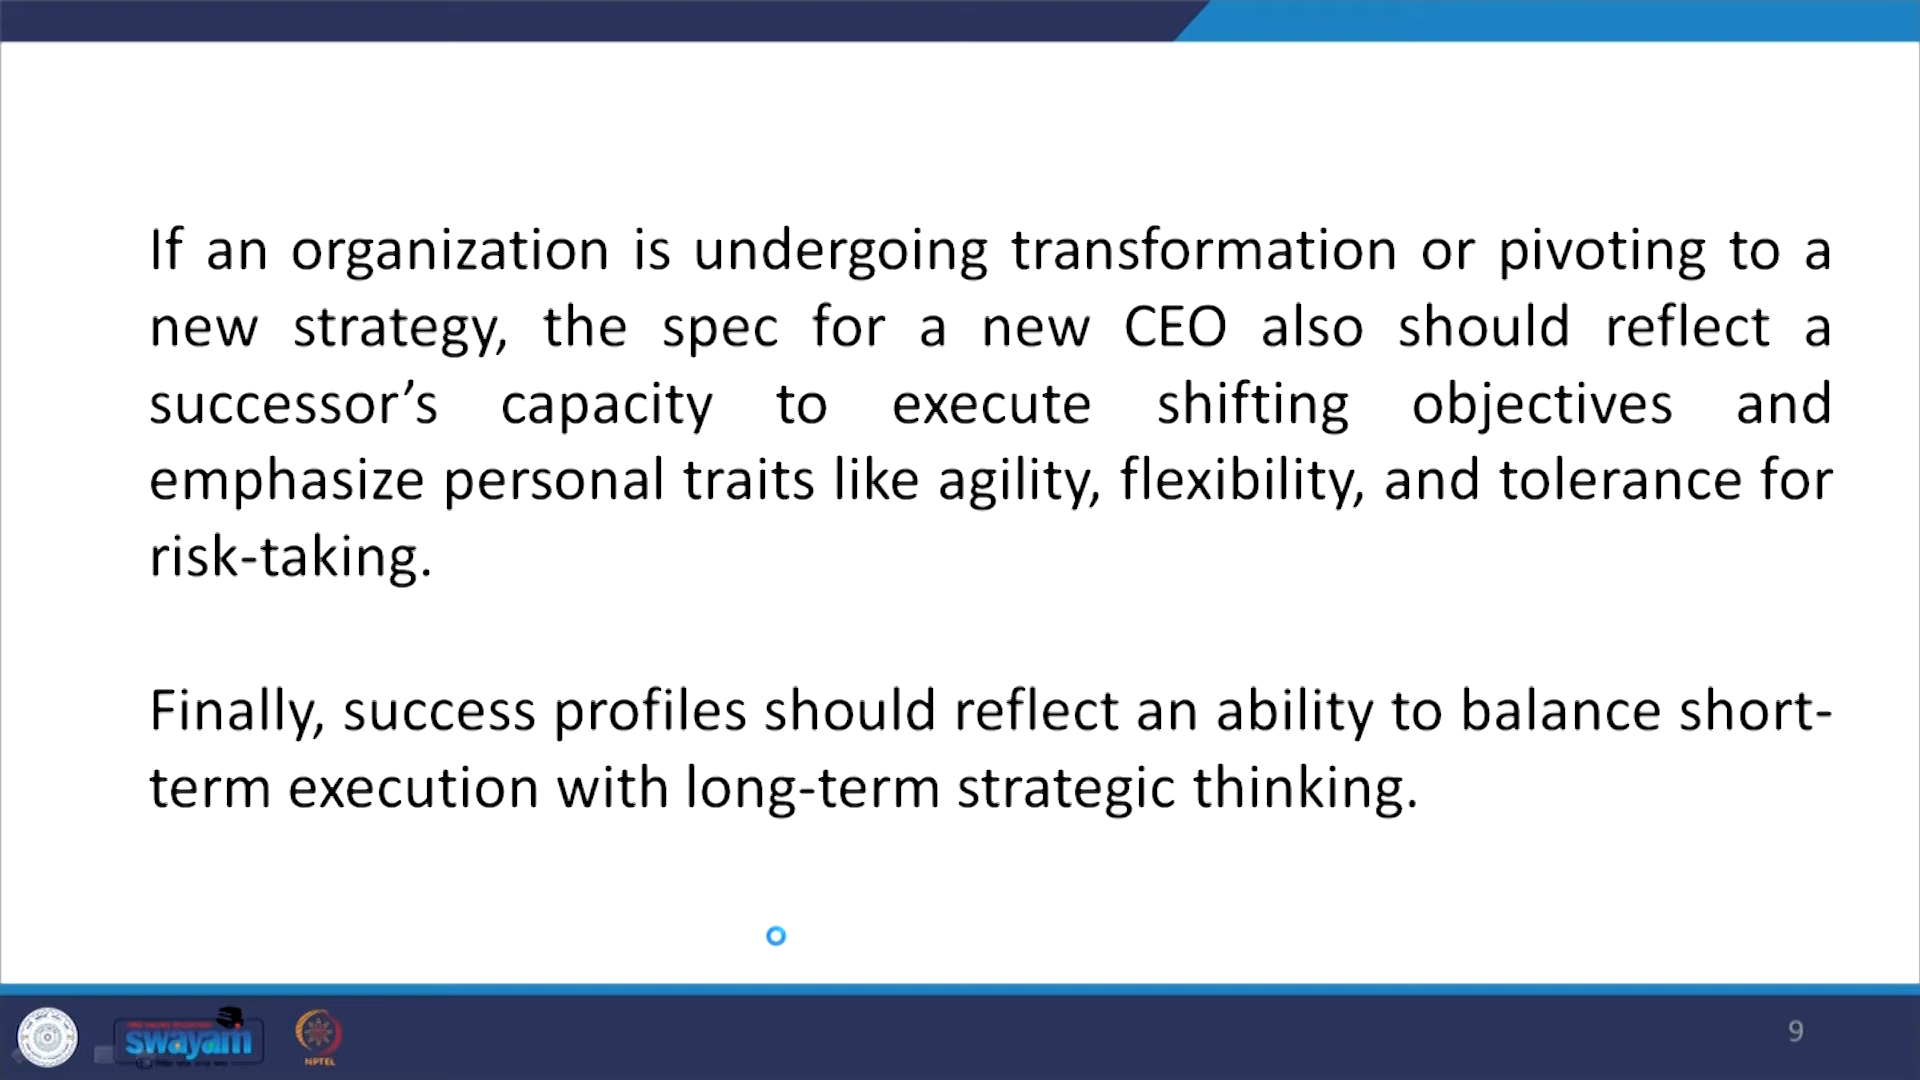 If an organization is undergoing transformation or pivoting to a
new strategy, the spec for a new CEO also should reflect a
successor’s capacity to execute shifting objectives and
emphasize personal traits like agility, flexibility, and tolerance for
risk-taking.
Finally, success profiles should reflect an ability to balance short-
term execution with long-term strategic thinking.
swayam
NPTEL
9